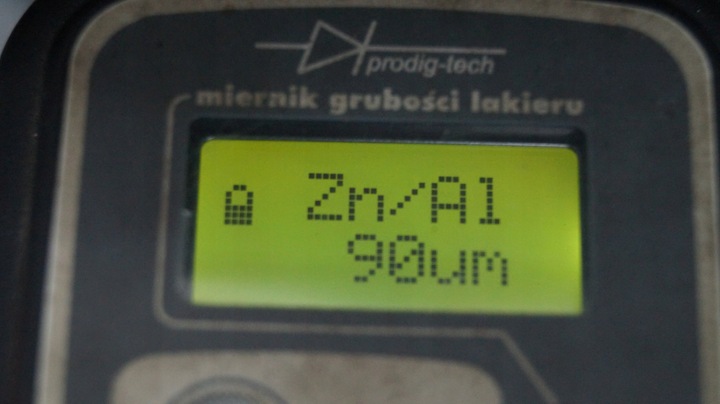 prodig-tech
miernik grubości lakieru
Zn/Al
90um